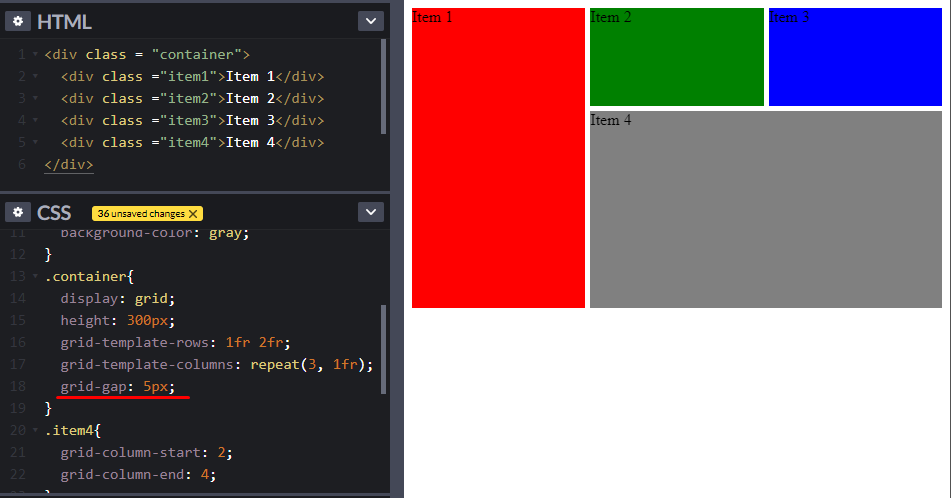 HTML
1 <div class = "container">
2 <div class ="item1">Item 1</div>
3 <div class ="item2">Item 2</div>
4 <div class ="item3">Item 3</div>
5 <div class ="item4">Item 4</div>
6 </div>
CSS 36 unsaved changes
11 background-color: gray;
12 }
13 .container{
14 display: grid;
15 height: 300px;
16 grid-template-rows: 1fr 2fr;
17 grid-template-columns: repeat(3, 1fr);
18 grid-gap: 5px;
19 }
20 .item4{
21 grid-column-start: 2;
22 grid-column-end: 4;
}
Item 1
Item 2
Item 3
Item 4